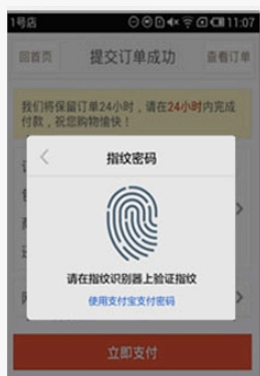 1号店 11:07
回首页 提交订单成功 查看订单
我们将保留订单24小时，请在24小时内完成
付款，祝您购物愉快！
指纹密码
请在指纹识别器上验证指纹
使用支付宝支付密码
立即支付